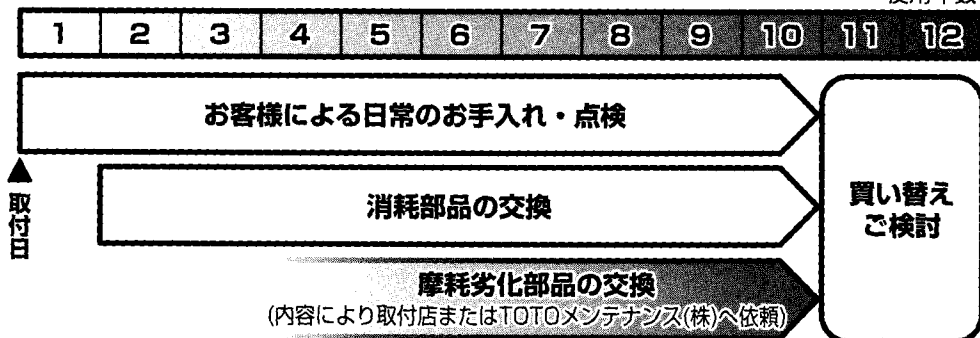 使用年数
1 2 3 4 5 6 7 8 9 10 11 12
お客様による日常のお手入れ・点検
取付日
消耗部品の交換
買い替え
ご検討
摩耗劣化部品の交換
(内容により取付店またはTOTOメンテナンス(株)へ依頼)